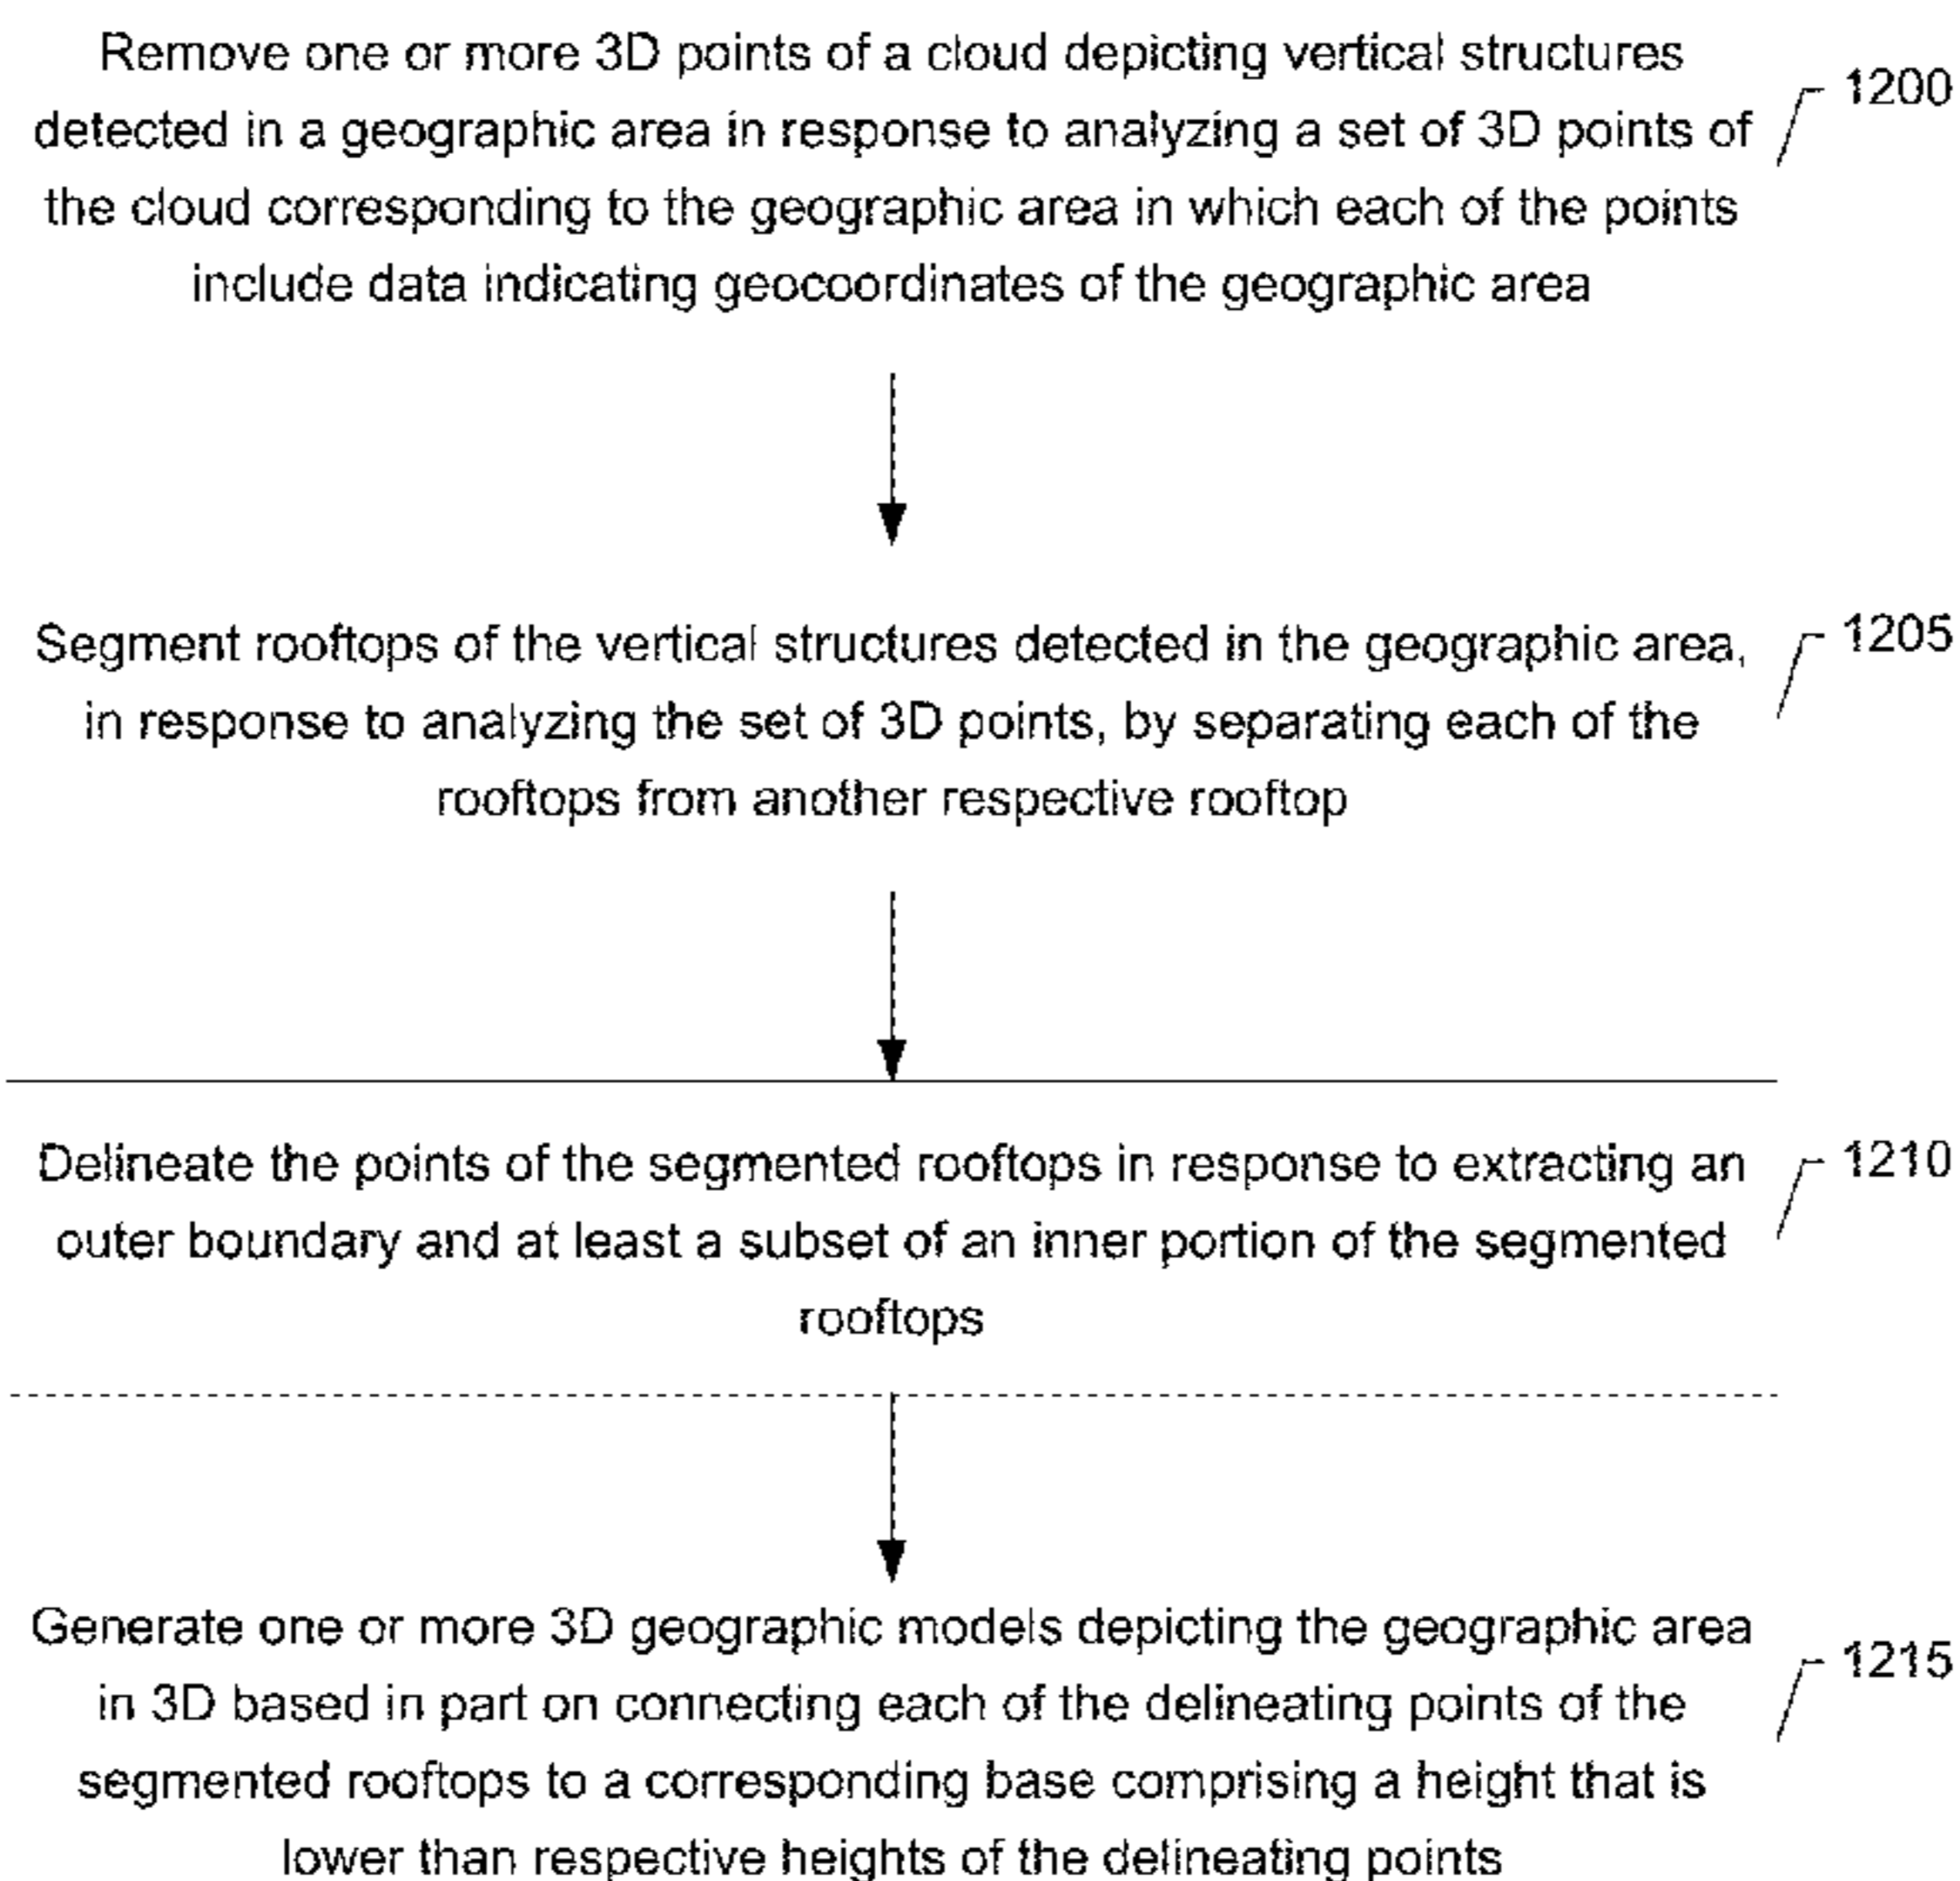 Remove one or more 3D points of a cloud depicting vertical structures
detected in a geographic area in response to analyzing a set of 3D points of
the cloud corresponding to the geographic area in which each of the points
include data indicating geocoordinates of the geographic area
1200
Segment rooftops of the vertical structures detected in the geographic area,
in response to analyzing the set of 3D points, by separating each of the
rooftops from another respective rooftop
1205
Delineate the points of the segmented rooftops in response to extracting an
outer boundary and at least a subset of an inner portion of the segmented
rooftops
1210
Generate one or more 3D geographic models depicting the geographic area
in 3D based in part on connecting each of the delineating points of the
segmented rooftops to a corresponding base comprising a height that is
lower than respective heights of the delineating points
1215